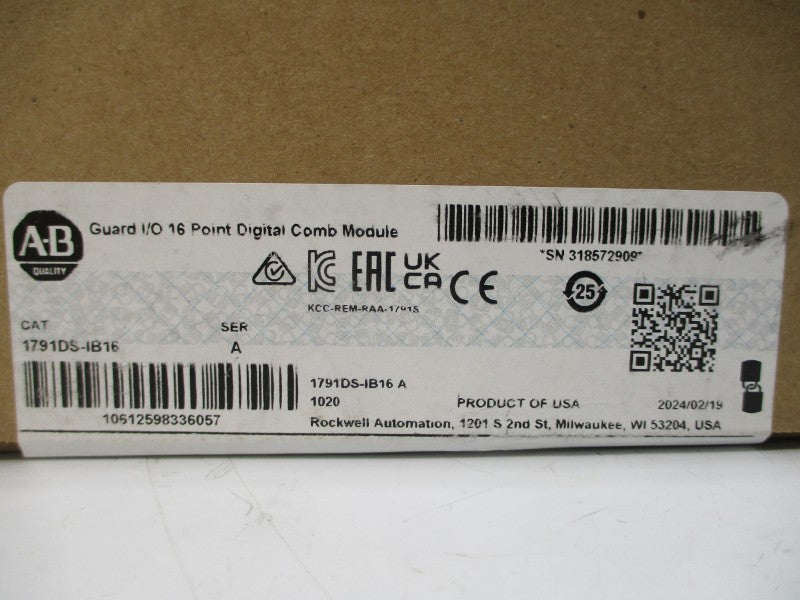 A-B
QUALITY
Guard I/O 16 Point Digital Comb Module
*SN 318572909*
EAC
UK
CA
CE
25
KCC-REM-RAA-1791S
CAT
SER
1791DS-IB16
A
10612598336057
1791DS-IB16 A
1020
PRODUCT OF USA
2024/02/19
Rockwell Automation, 1201 S 2nd St, Milwaukee, WI 53204, USA